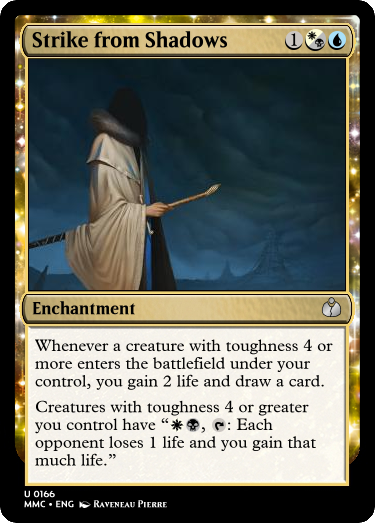 Strike from Shadows 1
Enchantment
Whenever a creature with toughness 4 or
more enters the battlefield under your
control, you gain 2 life and draw a card.
Creatures with toughness 4 or greater
you control have “ , : Each
opponent loses 1 life and you gain that
much life.”
U 0166
MMC • ENG Raveneau Pierre